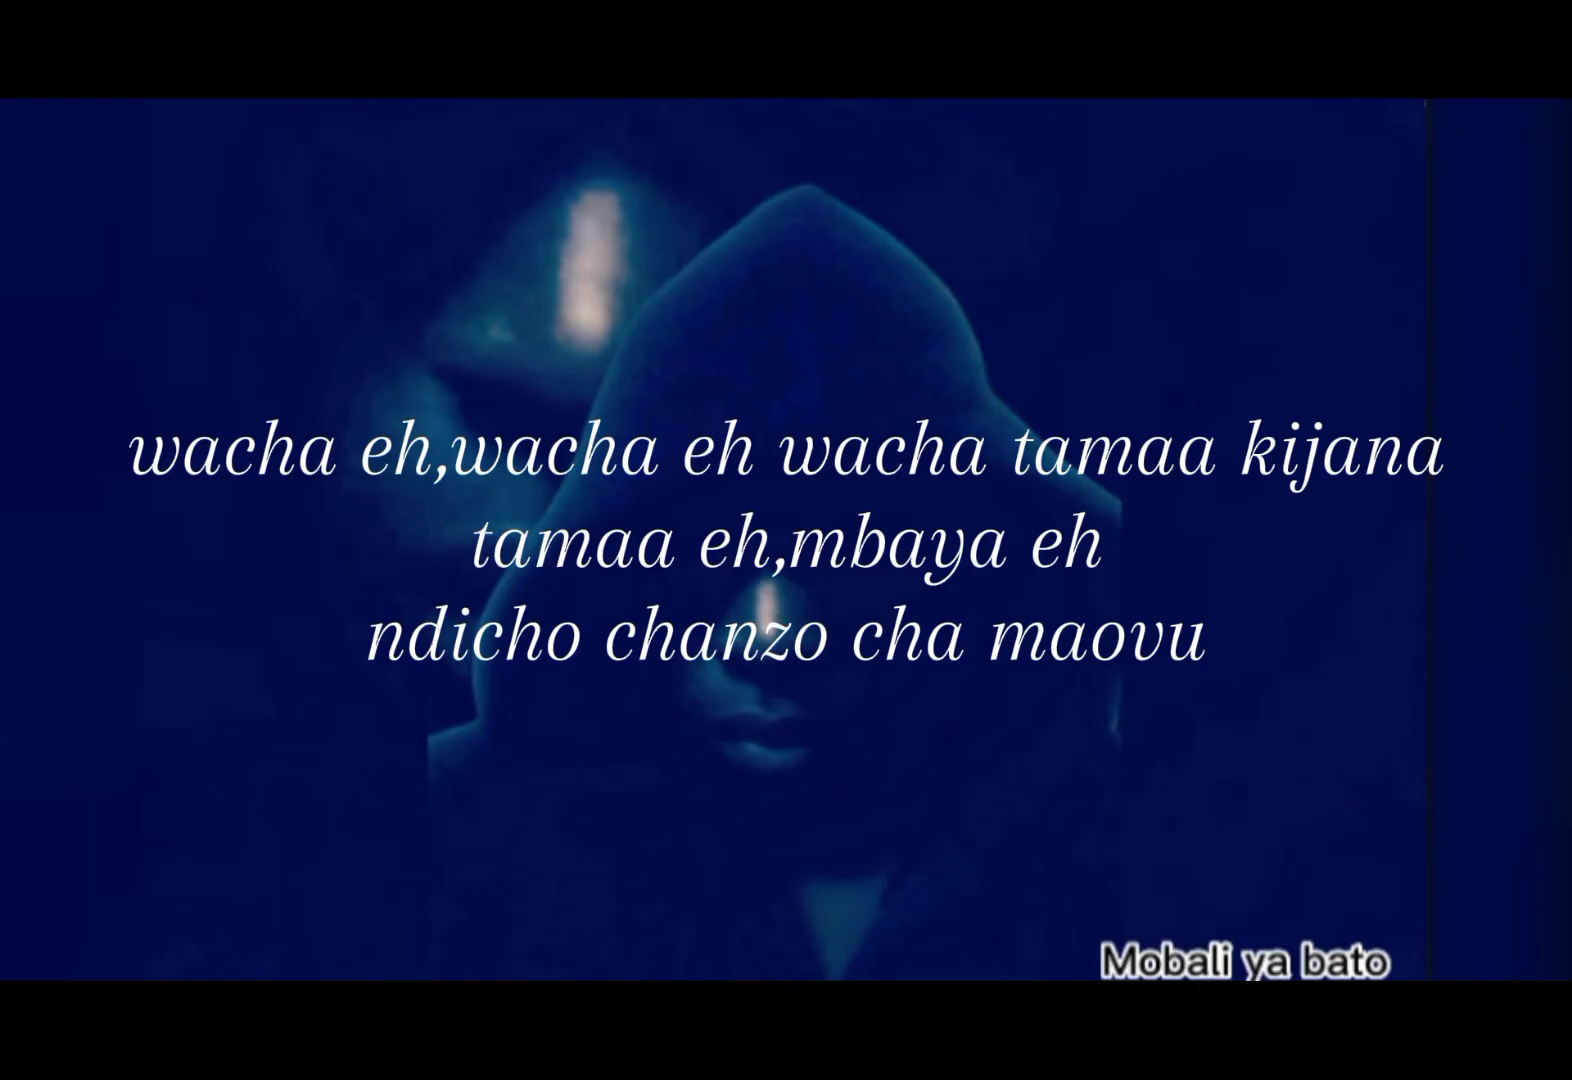 wacha eh,wacha eh wacha tamaa kijana
tamaa eh,mbaya eh
ndicho chanzo cha maovu
Mobali ya bato